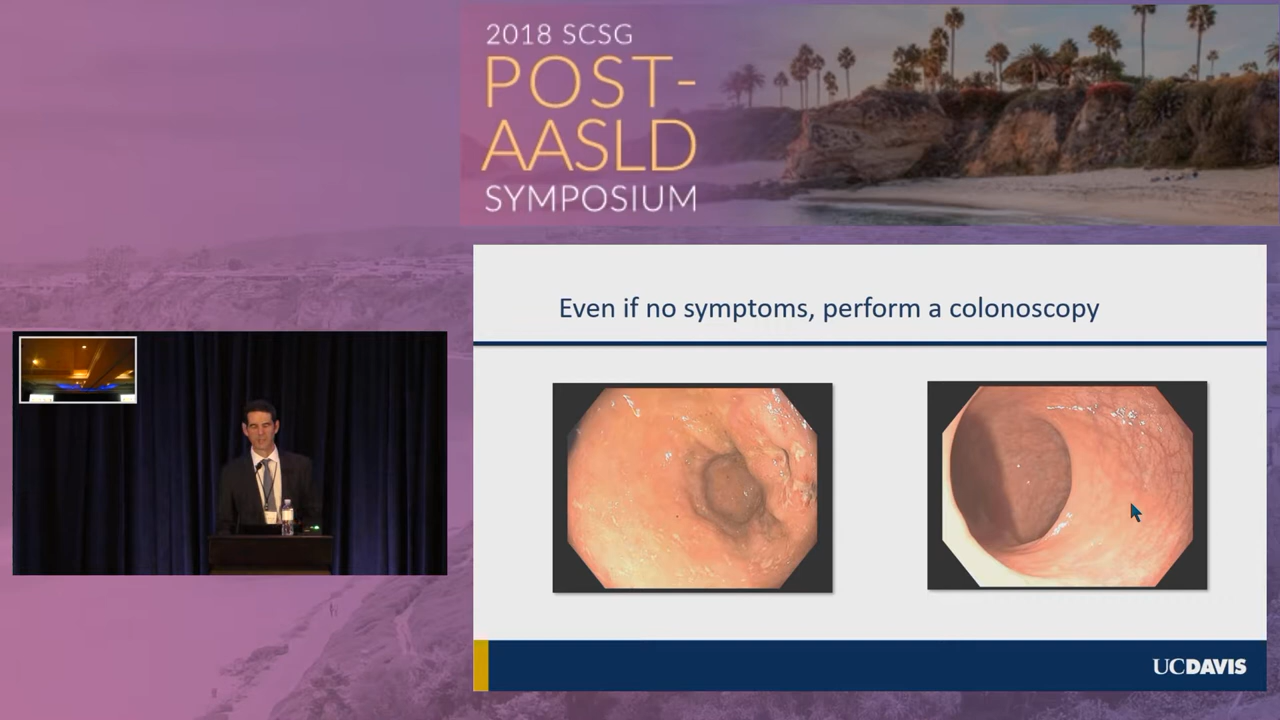 2018 SCSG
POST-
AASLD
SYMPOSIUM
Even if no symptoms, perform a colonoscopy
UCDAVIS